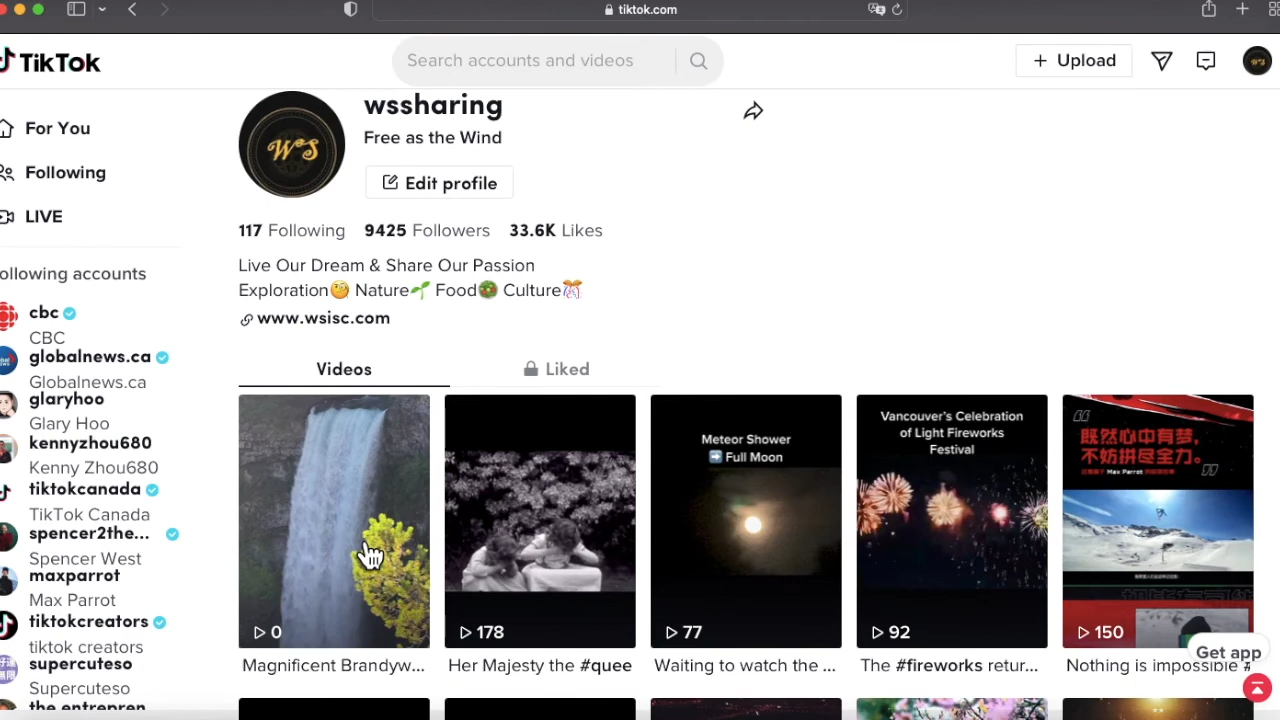 tiktok.com
TikTok
Search accounts and videos
Upload
WS
For You
Following
LIVE
ollowing accounts
cbc
CBC
globalnews.ca
Globalnews.ca
glaryhoo
Glary Hoo
kennyzhou680
Kenny Zhou680
tiktokcanada
TikTok Canada
spencer2the...
Spencer West
maxparrot
Max Parrot
tiktokcreators
tiktok creators
supercuteso
Supercuteso
the entrepren
wssharing
Free as the Wind
WS
Edit profile
117 Following 9425 Followers 33.6K Likes
Live Our Dream & Share Our Passion
Exploration🧐 Nature🌱 Food🥗 Culture🎊
www.wsisc.com
Videos
Liked
Meteor Shower
➡️ Full Moon
Vancouver's Celebration
of Light Fireworks
Festival
既然心中有梦,
不妨拼尽全力。
Max Parrot
0
178
77
92
150
Magnificent Brandyw...
Her Majesty the #quee
Waiting to watch the ...
The #fireworks retur...
Nothing is impossible #
Get app